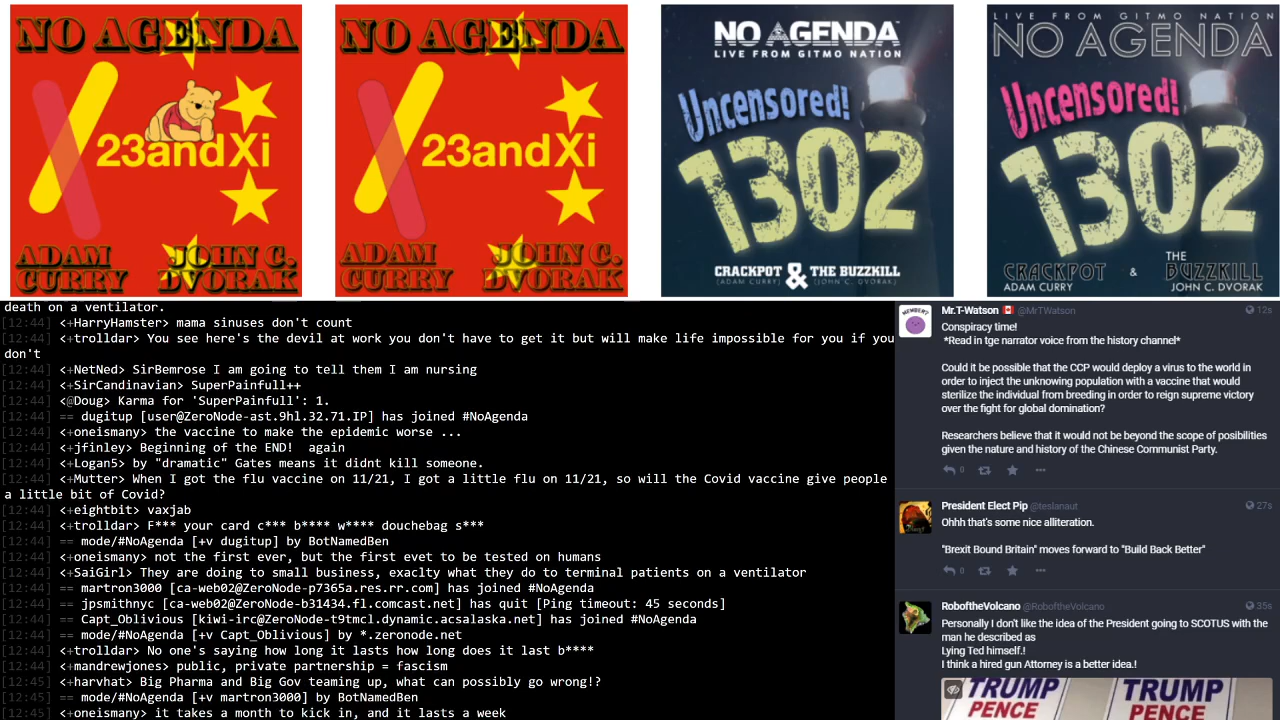 NO AGENDA
23andXi
ADAM CURRY
JOHN C. DVORAK
NO AGENDA
23andXi
ADAM CURRY
JOHN C. DVORAK
NO AGENDA™
LIVE FROM GITMO NATION
Uncensored!
1302
CRACKPOT & THE BUZZKILL
[ADAM CURRY] [JOHN C. DVORAK]
LIVE FROM GITMO NATION
NO AGENDA
Uncensored!
1302
CRACKPOT & THE BUZZKILL
ADAM CURRY JOHN C. DVORAK
death on a ventilator.
[12:44] <+HarryHamster> mama sinuses don't count
[12:44] <+trolldar> You see here's the devil at work you don't have to get it but will make life impossible for you if you
don't
[12:44] <+NetNed> SirBemrose I am going to tell them I am nursing
[12:44] <+SirCandinavian> SuperPainfull++
[12:44] <@Doug> Karma for 'SuperPainfull': 1.
[12:44] == dugitup [user@ZeroNode-ast.9hl.32.71.IP] has joined #NoAgenda
[12:44] <+oneismany> the vaccine to make the epidemic worse ...
[12:44] <+jfinley> Beginning of the END!  again
[12:44] <+Logan5> by "dramatic" Gates means it didnt kill someone.
[12:44] <+Mutter> When I got the flu vaccine on 11/21, I got a little flu on 11/21, so will the Covid vaccine give people
a little bit of Covid?
[12:44] <+eightbit> vaxjab
[12:44] <+trolldar> F*** your card c*** b**** w**** douchebag s***
[12:44] == mode/#NoAgenda [+v dugitup] by BotNamedBen
[12:44] <+oneismany> not the first ever, but the first evet to be tested on humans
[12:44] <+SaiGirl> They are doing to small business, exaclty what they do to terminal patients on a ventilator
[12:44] == martron3000 [ca-web02@ZeroNode-p7365a.res.rr.com] has joined #NoAgenda
[12:44] == jpsmithnyc [ca-web02@ZeroNode-b31434.fl.comcast.net] has quit [Ping timeout: 45 seconds]
[12:44] == Capt_Oblivious [kiwi-irc@ZeroNode-t9tmcl.dynamic.acsalaska.net] has joined #NoAgenda
[12:44] == mode/#NoAgenda [+v Capt_Oblivious] by *.zeronode.net
[12:44] <+trolldar> No one's saying how long it lasts how long does it last b****
[12:44] <+mandrewjones> public, private partnership = fascism
[12:45] <+harvhat> Big Pharma and Big Gov teaming up, what can possibly go wrong!?
[12:45] == mode/#NoAgenda [+v martron3000] by BotNamedBen
[12:45] <+oneismany> it takes a month to kick in, and it lasts a week
MEMBER?
Mr.T-Watson @MrTWatson 12s
Conspiracy time!
*Read in tge narrator voice from the history channel*
Could it be possible that the CCP would deploy a virus to the world in
order to inject the unknowing population with a vaccine that would
sterilize the individual from breeding in order to reign supreme victory
over the fight for global domination?
Researchers believe that it would not be beyond the scope of posibilities
given the nature and history of the Chinese Communist Party.
0
President Elect Pip @teslanaut 27s
Ohhh that's some nice alliteration.
"Brexit Bound Britain" moves forward to "Build Back Better"
0
RoboftheVolcano @RoboftheVolcano 35s
Personally I don't like the idea of the President going to SCOTUS with the
man he described as
Lying Ted himself.!
I think a hired gun Attorney is a better idea.!
TRUMP PENCE
TRUMP PENCE